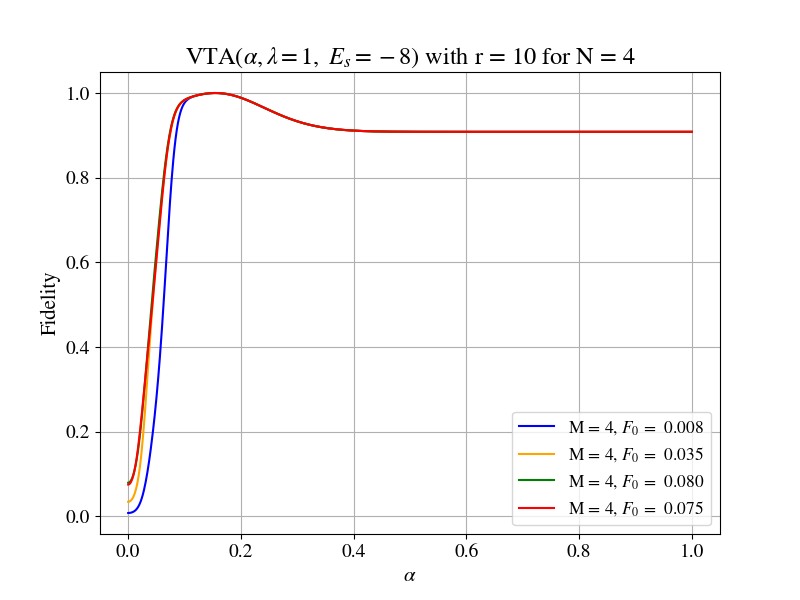 VTA(α, λ = 1, E_s = −8) with r = 10 for N = 4
Fidelity
1.0
0.8
0.6
0.4
0.2
0.0
0.0 0.2 0.4 0.6 0.8 1.0
α
M = 4, F_0 = 0.008
M = 4, F_0 = 0.035
M = 4, F_0 = 0.080
M = 4, F_0 = 0.075